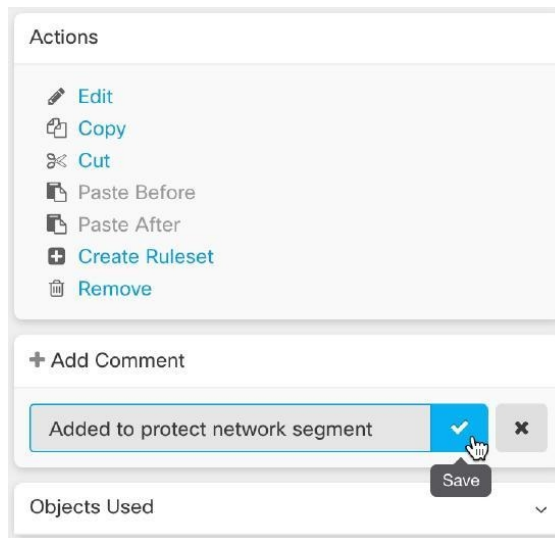 Actions
Edit
Copy
Cut
Paste Before
Paste After
Create Ruleset
Remove
Add Comment
Added to protect network segment
Save
Objects Used